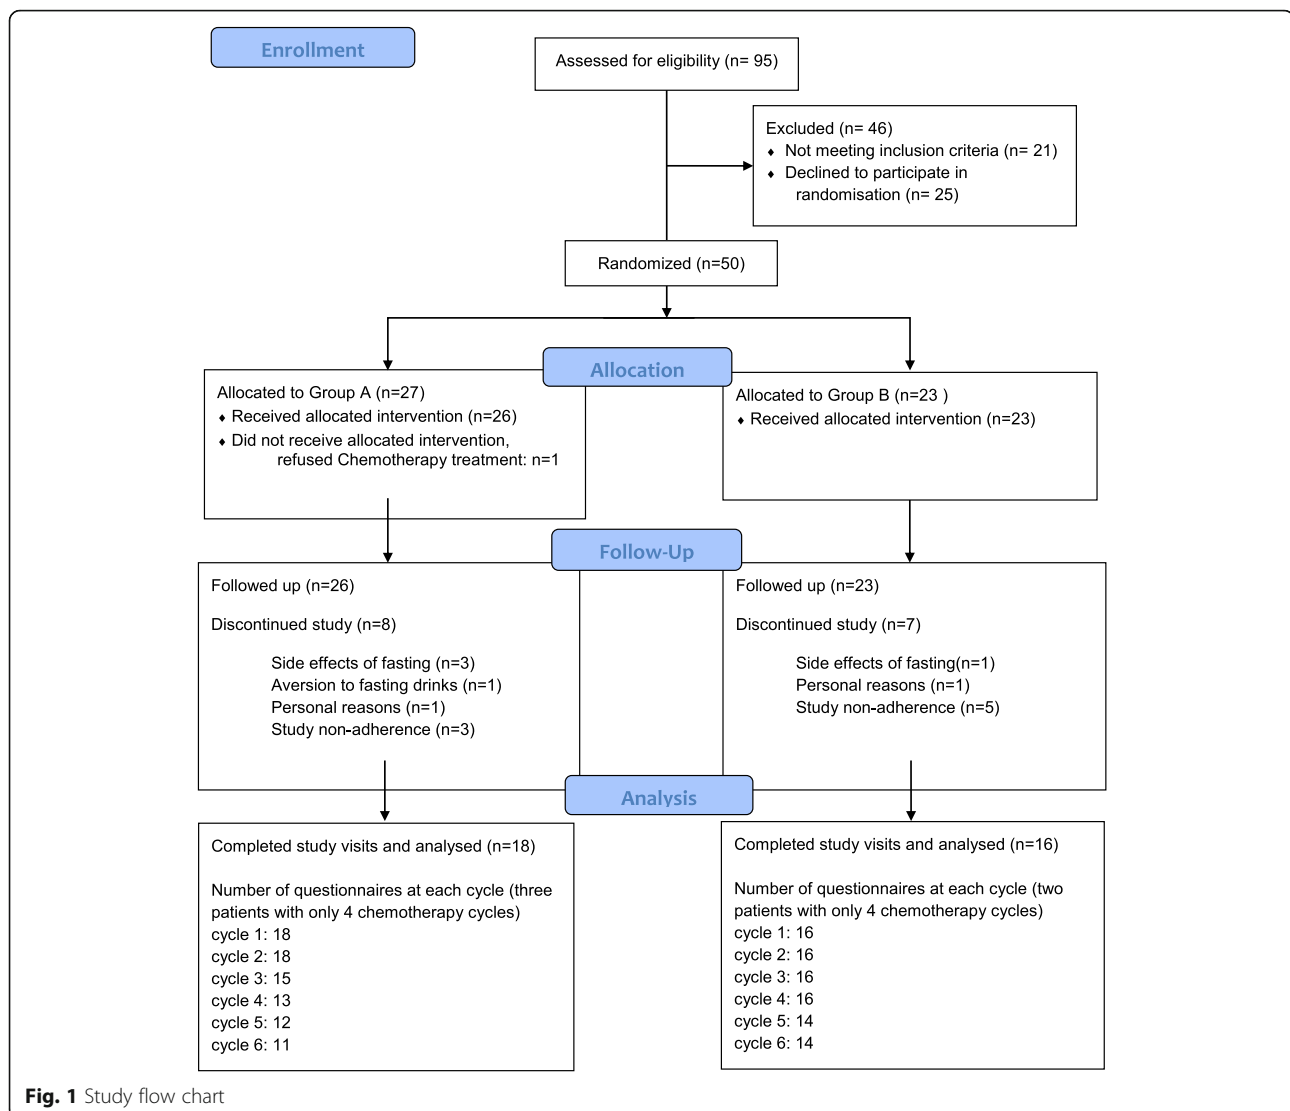 Enrollment
Assessed for eligibility (n= 95)
Excluded (n= 46)
♦ Not meeting inclusion criteria (n= 21)
♦ Declined to participate in
randomisation (n= 25)
Randomized (n=50)
Allocation
Allocated to Group A (n=27)
♦ Received allocated intervention (n=26)
♦ Did not receive allocated intervention,
refused Chemotherapy treatment: n=1
Allocated to Group B (n=23 )
♦ Received allocated intervention (n=23)
Follow-Up
Followed up (n=26)
Discontinued study (n=8)
Side effects of fasting (n=3)
Aversion to fasting drinks (n=1)
Personal reasons (n=1)
Study non-adherence (n=3)
Followed up (n=23)
Discontinued study (n=7)
Side effects of fasting(n=1)
Personal reasons (n=1)
Study non-adherence (n=5)
Analysis
Completed study visits and analysed (n=18)
Number of questionnaires at each cycle (three
patients with only 4 chemotherapy cycles)
cycle 1: 18
cycle 2: 18
cycle 3: 15
cycle 4: 13
cycle 5: 12
cycle 6: 11
Completed study visits and analysed (n=16)
Number of questionnaires at each cycle (two
patients with only 4 chemotherapy cycles)
cycle 1: 16
cycle 2: 16
cycle 3: 16
cycle 4: 16
cycle 5: 14
cycle 6: 14
Fig. 1 Study flow chart